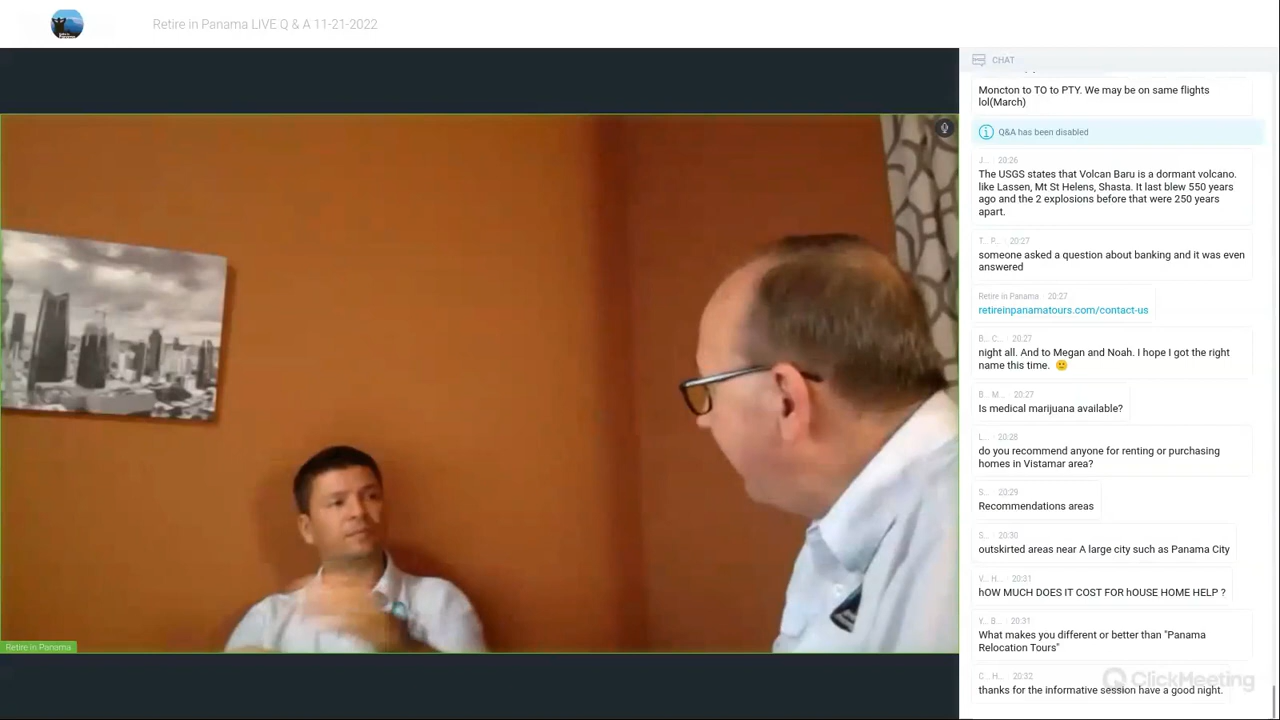 Retire in Panama LIVE Q & A 11-21-2022
CHAT
Moncton to TO to PTY. We may be on same flights
lol(March)
Q&A has been disabled
J... 20:26
The USGS states that Volcan Baru is a dormant volcano.
like Lassen, Mt St Helens, Shasta. It last blew 550 years
ago and the 2 explosions before that were 250 years
apart.
T... P... 20:27
someone asked a question about banking and it was even
answered
Retire in Panama 20:27
retireinpanamatours.com/contact-us
B... C... 20:27
night all. And to Megan and Noah. I hope I got the right
name this time. 🙂
B... M... 20:27
Is medical marijuana available?
L... 20:28
do you recommend anyone for renting or purchasing
homes in Vistamar area?
S... 20:29
Recommendations areas
S... 20:30
outskirted areas near A large city such as Panama City
V... H... 20:31
hOW MUCH DOES IT COST FOR hOUSE HOME HELP ?
Y... B... 20:31
What makes you different or better than "Panama
Relocation Tours"
C... H... 20:32
thanks for the informative session have a good night.
ClickMeeting
Retire in Panama